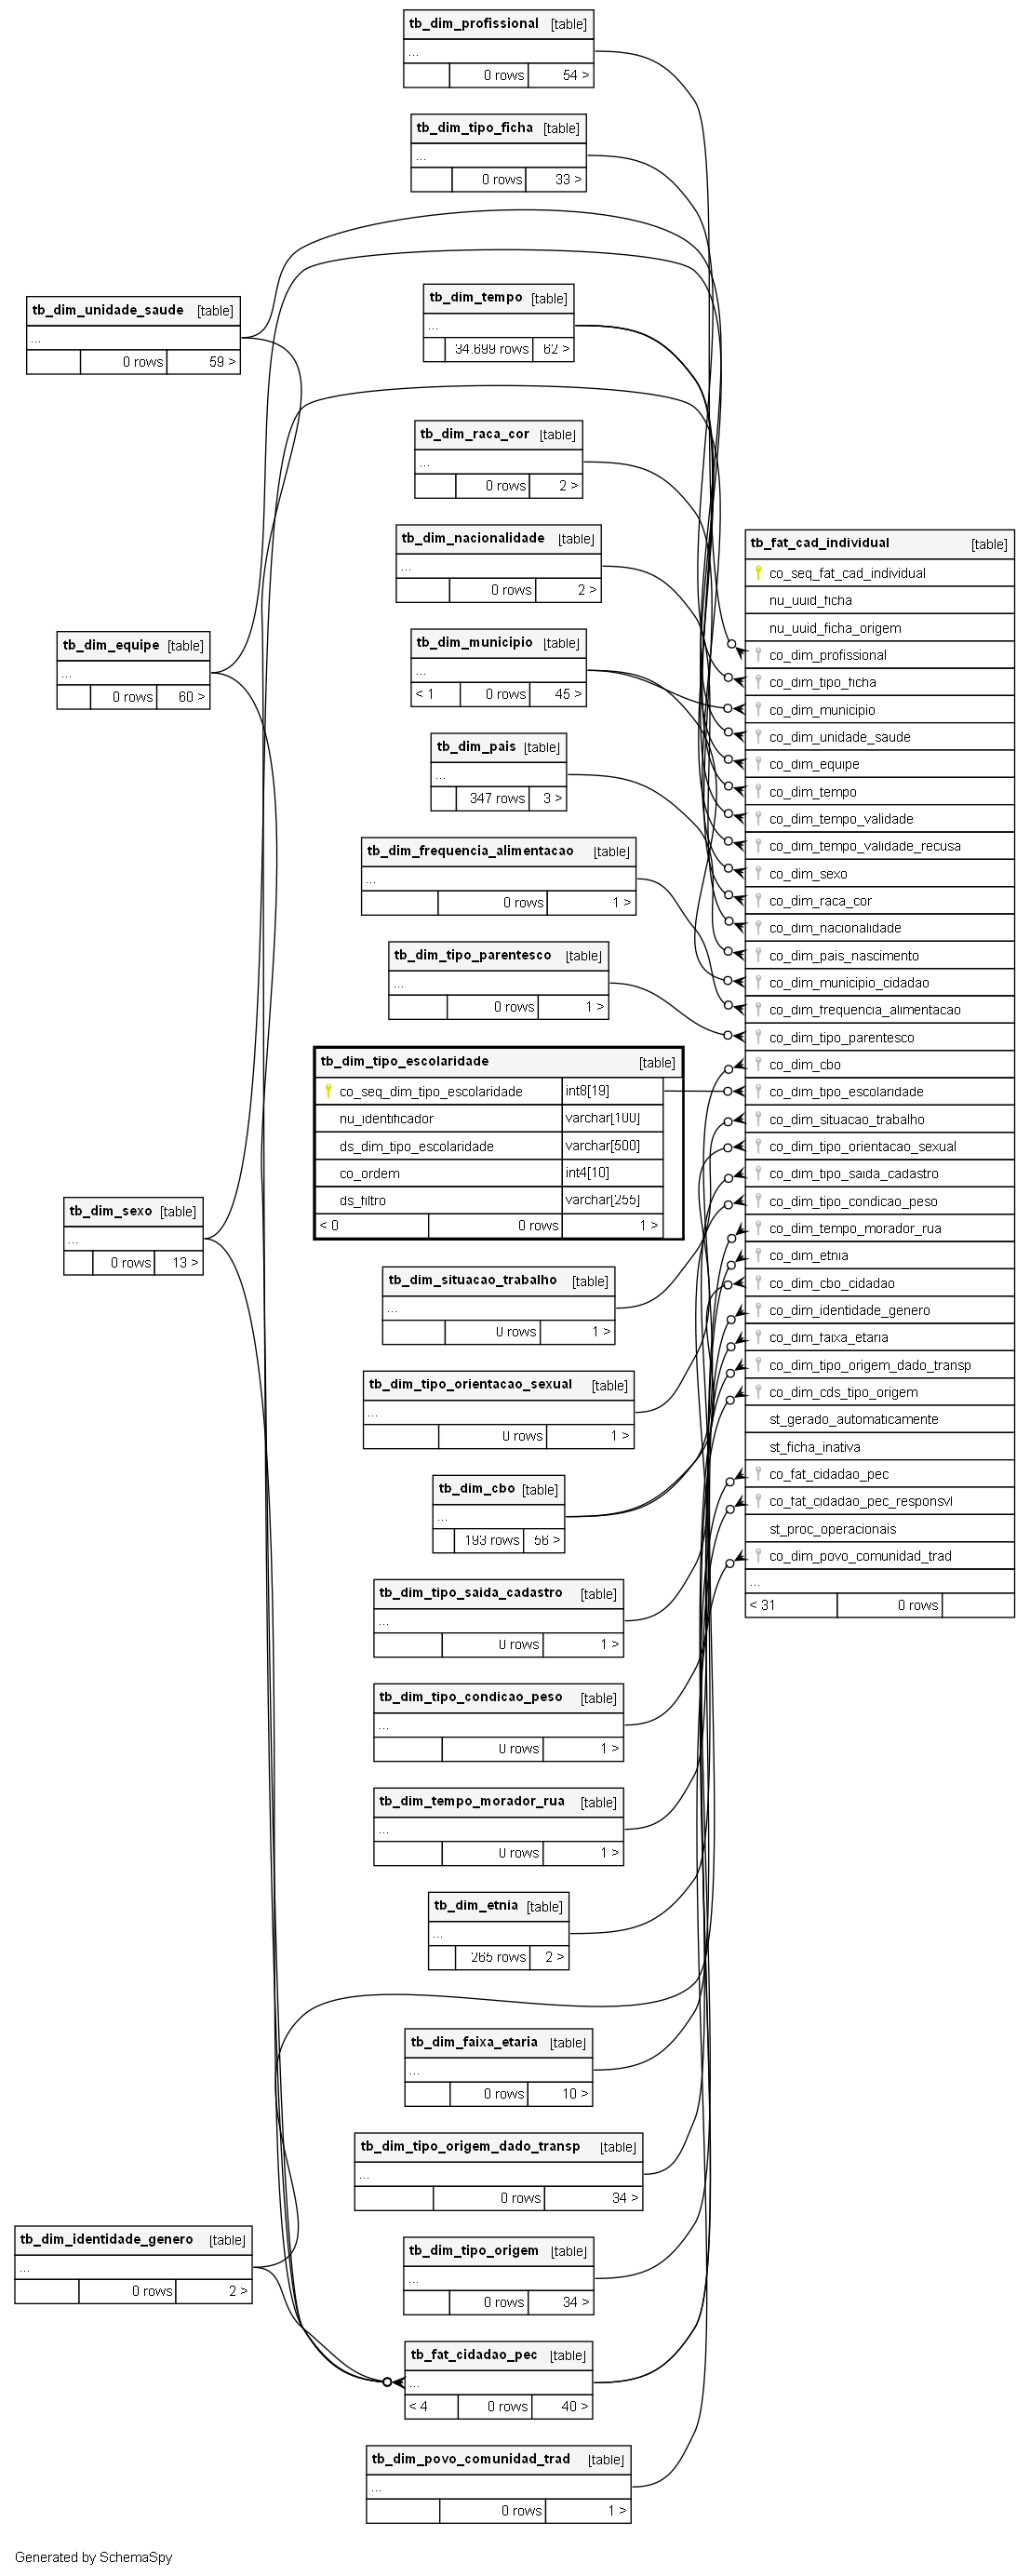 tb_dim_profissional [table]
...
0 rows 54 >
tb_dim_tipo_ficha [table]
...
0 rows 33 >
tb_dim_unidade_saude [table]
...
0 rows 59 >
tb_dim_tempo [table]
...
34.699 rows 62 >
tb_dim_raca_cor [table]
...
0 rows 2 >
tb_dim_nacionalidade [table]
...
0 rows 2 >
tb_dim_equipe [table]
...
0 rows 60 >
tb_dim_municipio [table]
...
< 1 0 rows 45 >
tb_dim_pais [table]
...
347 rows 3 >
tb_dim_frequencia_alimentacao [table]
...
0 rows 1 >
tb_dim_tipo_parentesco [table]
...
0 rows 1 >
tb_dim_tipo_escolaridade [table]
co_seq_dim_tipo_escolaridade int8[19]
nu_identificador varchar[100]
ds_dim_tipo_escolaridade varchar[500]
co_ordem int4[10]
ds_filtro varchar[255]
< 0 0 rows 1 >
tb_dim_sexo [table]
...
0 rows 13 >
tb_dim_situacao_trabalho [table]
...
0 rows 1 >
tb_dim_tipo_orientacao_sexual [table]
...
0 rows 1 >
tb_dim_cbo [table]
...
193 rows 56 >
tb_dim_tipo_saida_cadastro [table]
...
0 rows 1 >
tb_dim_tipo_condicao_peso [table]
...
0 rows 1 >
tb_dim_tempo_morador_rua [table]
...
0 rows 1 >
tb_dim_etnia [table]
...
265 rows 2 >
tb_dim_faixa_etaria [table]
...
0 rows 10 >
tb_dim_tipo_origem_dado_transp [table]
...
0 rows 34 >
tb_dim_identidade_genero [table]
...
0 rows 2 >
tb_dim_tipo_origem [table]
...
0 rows 34 >
tb_fat_cidadao_pec [table]
...
< 4 0 rows 40 >
tb_dim_povo_comunidad_trad [table]
...
0 rows 1 >
tb_fat_cad_individual [table]
co_seq_fat_cad_individual
nu_uuid_ficha
nu_uuid_ficha_origem
co_dim_profissional
co_dim_tipo_ficha
co_dim_municipio
co_dim_unidade_saude
co_dim_equipe
co_dim_tempo
co_dim_tempo_validade
co_dim_tempo_validade_recusa
co_dim_sexo
co_dim_raca_cor
co_dim_nacionalidade
co_dim_pais_nascimento
co_dim_municipio_cidadao
co_dim_frequencia_alimentacao
co_dim_tipo_parentesco
co_dim_cbo
co_dim_tipo_escolaridade
co_dim_situacao_trabalho
co_dim_tipo_orientacao_sexual
co_dim_tipo_saida_cadastro
co_dim_tipo_condicao_peso
co_dim_tempo_morador_rua
co_dim_etnia
co_dim_cbo_cidadao
co_dim_identidade_genero
co_dim_faixa_etaria
co_dim_tipo_origem_dado_transp
co_dim_cds_tipo_origem
st_gerado_automaticamente
st_ficha_inativa
co_fat_cidadao_pec
co_fat_cidadao_pec_responsvl
st_proc_operacionais
co_dim_povo_comunidad_trad
...
< 31 0 rows
Generated by SchemaSpy